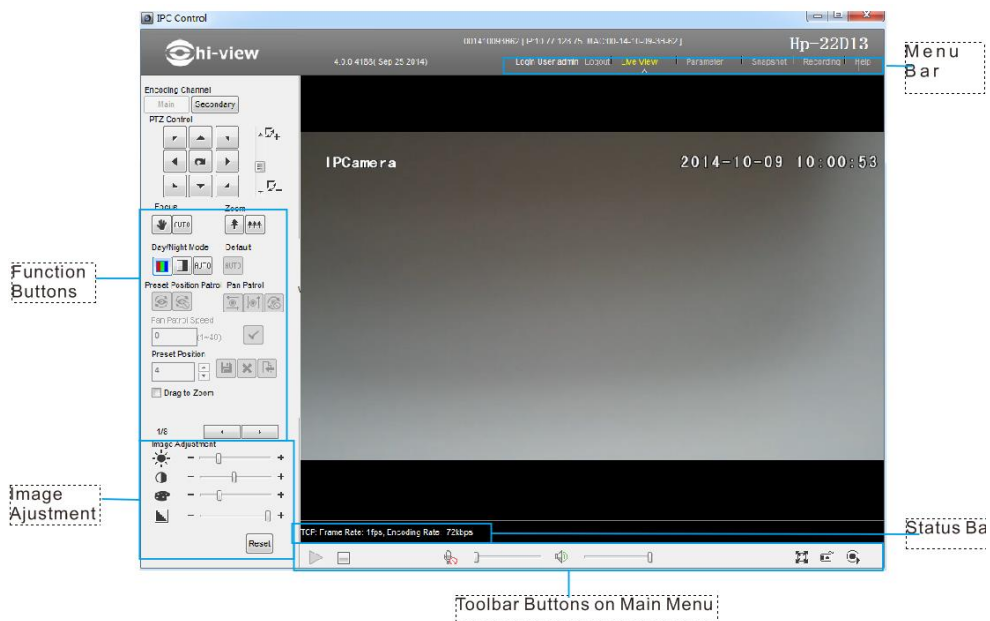 IPC Control
hi-view
Hp-22D13
4.0.0.4188( Sep 25 2014)
Login User admin Logout Live View Parameter Snapshot Recording Help
Menu
Bar
Encoding Channel
Main Secondary
PTZ Control
IPCamera
2014-10-09 10:00:53
Focus Zoom
AUTO
Day/Night Mode Default
AUTO AUTO
Function
Buttons
Preset Position Patrol Pan Patrol
Pan Patrol Speed
0 (1~40)
Preset Position
4
Drag to Zoom
1/8
Image Adjustment
Image
Ajustment
Reset
TCP: Frame Rate: 1fps, Encoding Rate: 72kbps
Status Ba
Toolbar Buttons on Main Menu